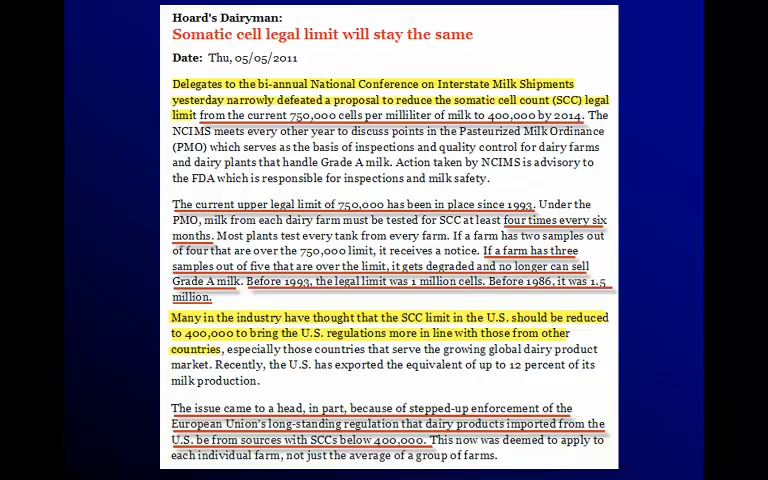 Hoard's Dairyman:
Somatic cell legal limit will stay the same
Date: Thu, 05/05/2011
Delegates to the bi-annual National Conference on Interstate Milk Shipments
yesterday narrowly defeated a proposal to reduce the somatic cell count (SCC) legal
limit from the current 750,000 cells per milliliter of milk to 400,000 by 2014. The
NCIMS meets every other year to discuss points in the Pasteurized Milk Ordinance
(PMO) which serves as the basis of inspections and quality control for dairy farms
and dairy plants that handle Grade A milk. Action taken by NCIMS is advisory to
the FDA which is responsible for inspections and milk safety.
The current upper legal limit of 750,000 has been in place since 1993. Under the
PMO, milk from each dairy farm must be tested for SCC at least four times every six
months. Most plants test every tank from every farm. If a farm has two samples out
of four that are over the 750,000 limit, it receives a notice. If a farm has three
samples out of five that are over the limit, it gets degraded and no longer can sell
Grade A milk. Before 1993, the legal limit was 1 million cells. Before 1986, it was 1.5
million.
Many in the industry have thought that the SCC limit in the U.S. should be reduced
to 400,000 to bring the U.S. regulations more in line with those from other
countries, especially those countries that serve the growing global dairy product
market. Recently, the U.S. has exported the equivalent of up to 12 percent of its
milk production.
The issue came to a head, in part, because of stepped-up enforcement of the
European Union's long-standing regulation that dairy products imported from the
U.S. be from sources with SCCs below 400,000. This now was deemed to apply to
each individual farm, not just the average of a group of farms.